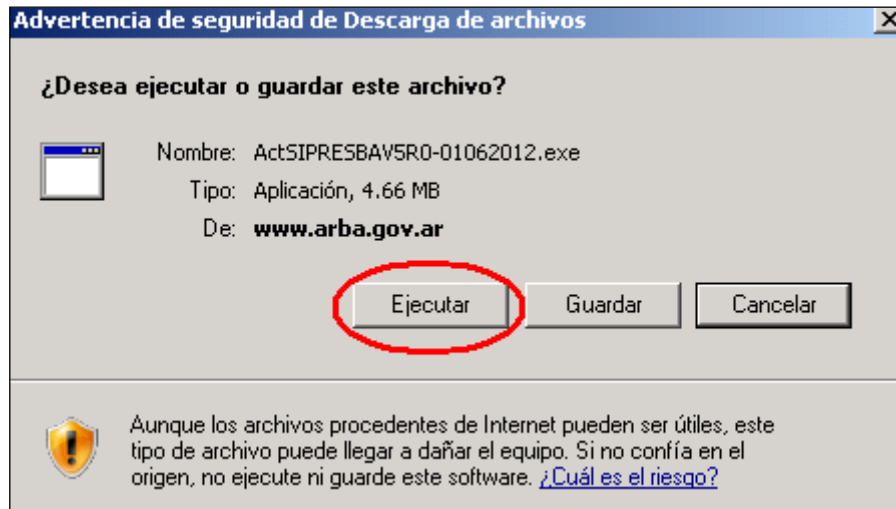 Advertencia de seguridad de Descarga de archivos
¿Desea ejecutar o guardar este archivo?
Nombre: ActSIPRESBAV5R0-01062012.exe
Tipo: Aplicación, 4.66 MB
De: www.arba.gov.ar
Ejecutar Guardar Cancelar
Aunque los archivos procedentes de Internet pueden ser útiles, este
tipo de archivo puede llegar a dañar el equipo. Si no confía en el
origen, no ejecute ni guarde este software. ¿Cuál es el riesgo?